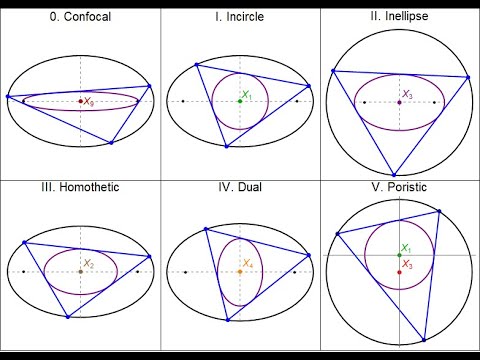 0. Confocal
I. Incircle
II. Inellipse
X9
X1
X3
III. Homothetic
IV. Dual
V. Poristic
X2
X4
X1
X3